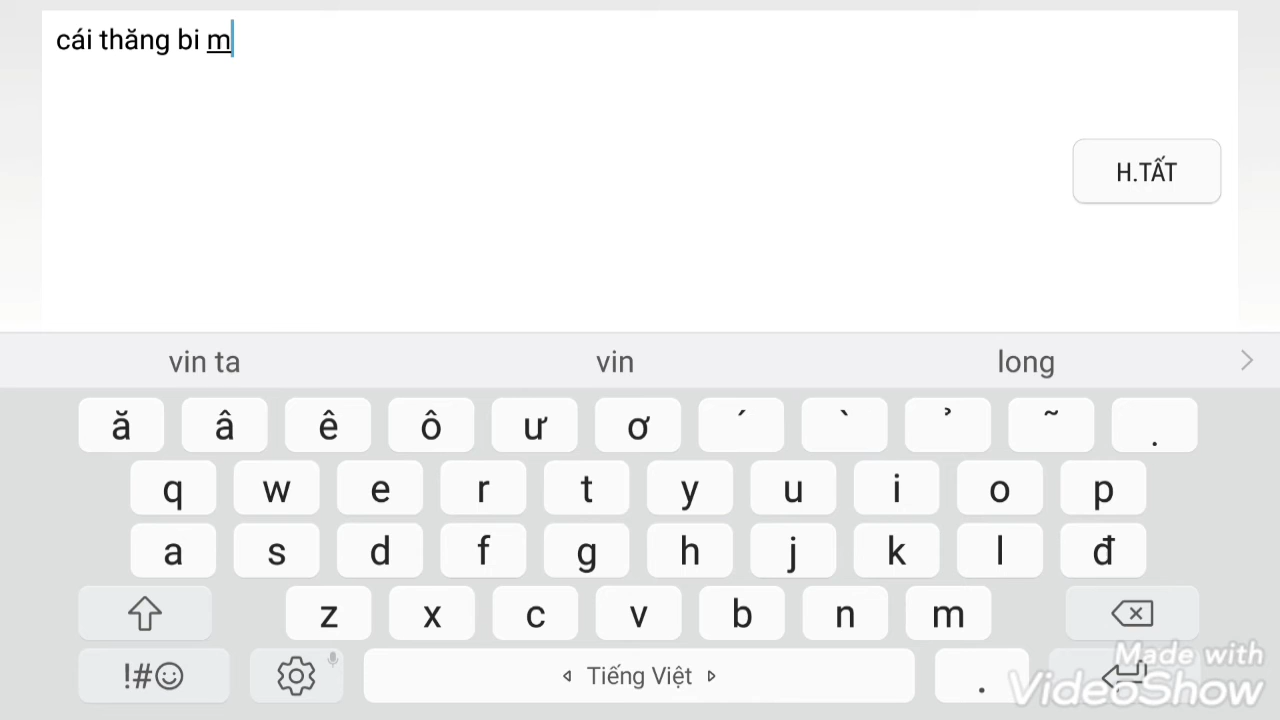 cái thăng bi m
H.TẤT
vin ta vin long
ă â ê ô ư ơ ˊ ˋ ̉ ˜ .
q w e r t y u i o p
a s d f g h j k l đ
z x c v b n m
!#☺ Tiếng Việt .
Made with
VideoShow